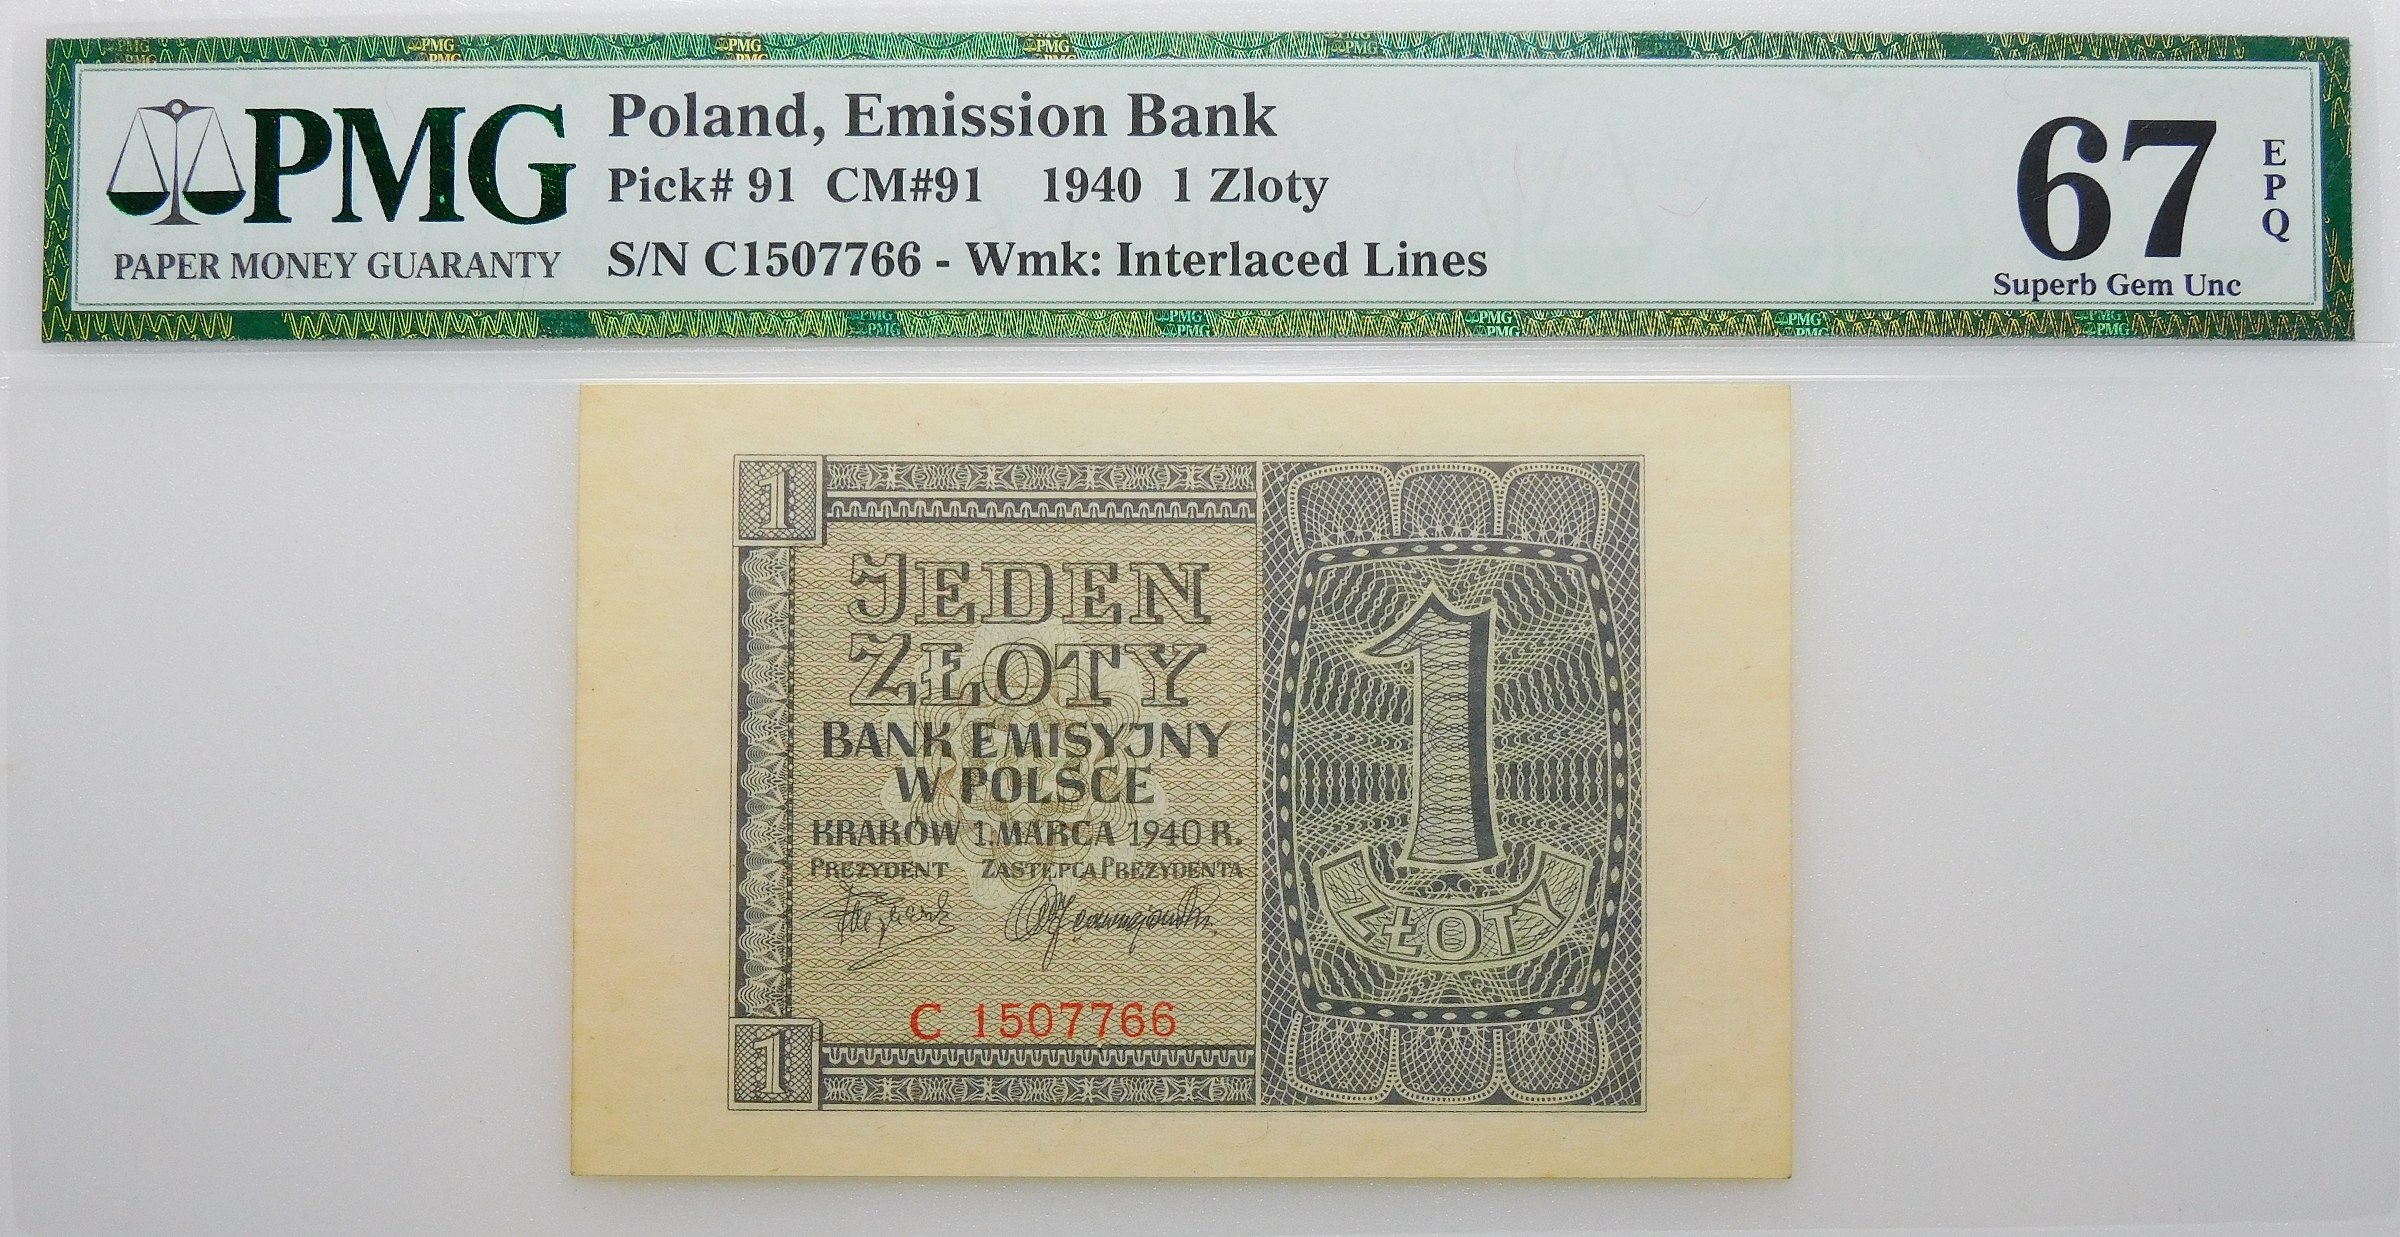 PMG
PAPER MONEY GUARANTY
Poland, Emission Bank
Pick# 91 CM#91 1940 1 Zloty
S/N C1507766 - Wmk: Interlaced Lines
67
EPQ
Superb Gem Unc
1
JEDEN
ZŁOTY
BANK EMISYJNY
W POLSCE
KRAKÓW 1. MARCA 1940 R.
PREZYDENT ZASTĘPCA PREZYDENTA
C 1507766
1
1
ZŁOTY